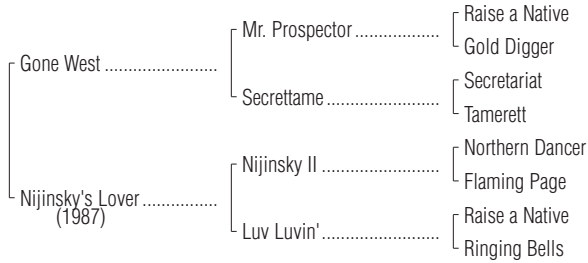 Raise a Native
Mr. Prospector ..................
Gold Digger
Gone West ........................
Secretariat
Secrettame ........................
Tamerett
Northern Dancer
Nijinsky II .........................
Flaming Page
Nijinsky's Lover ................
(1987)
Raise a Native
Luv Luvin' .........................
Ringing Bells